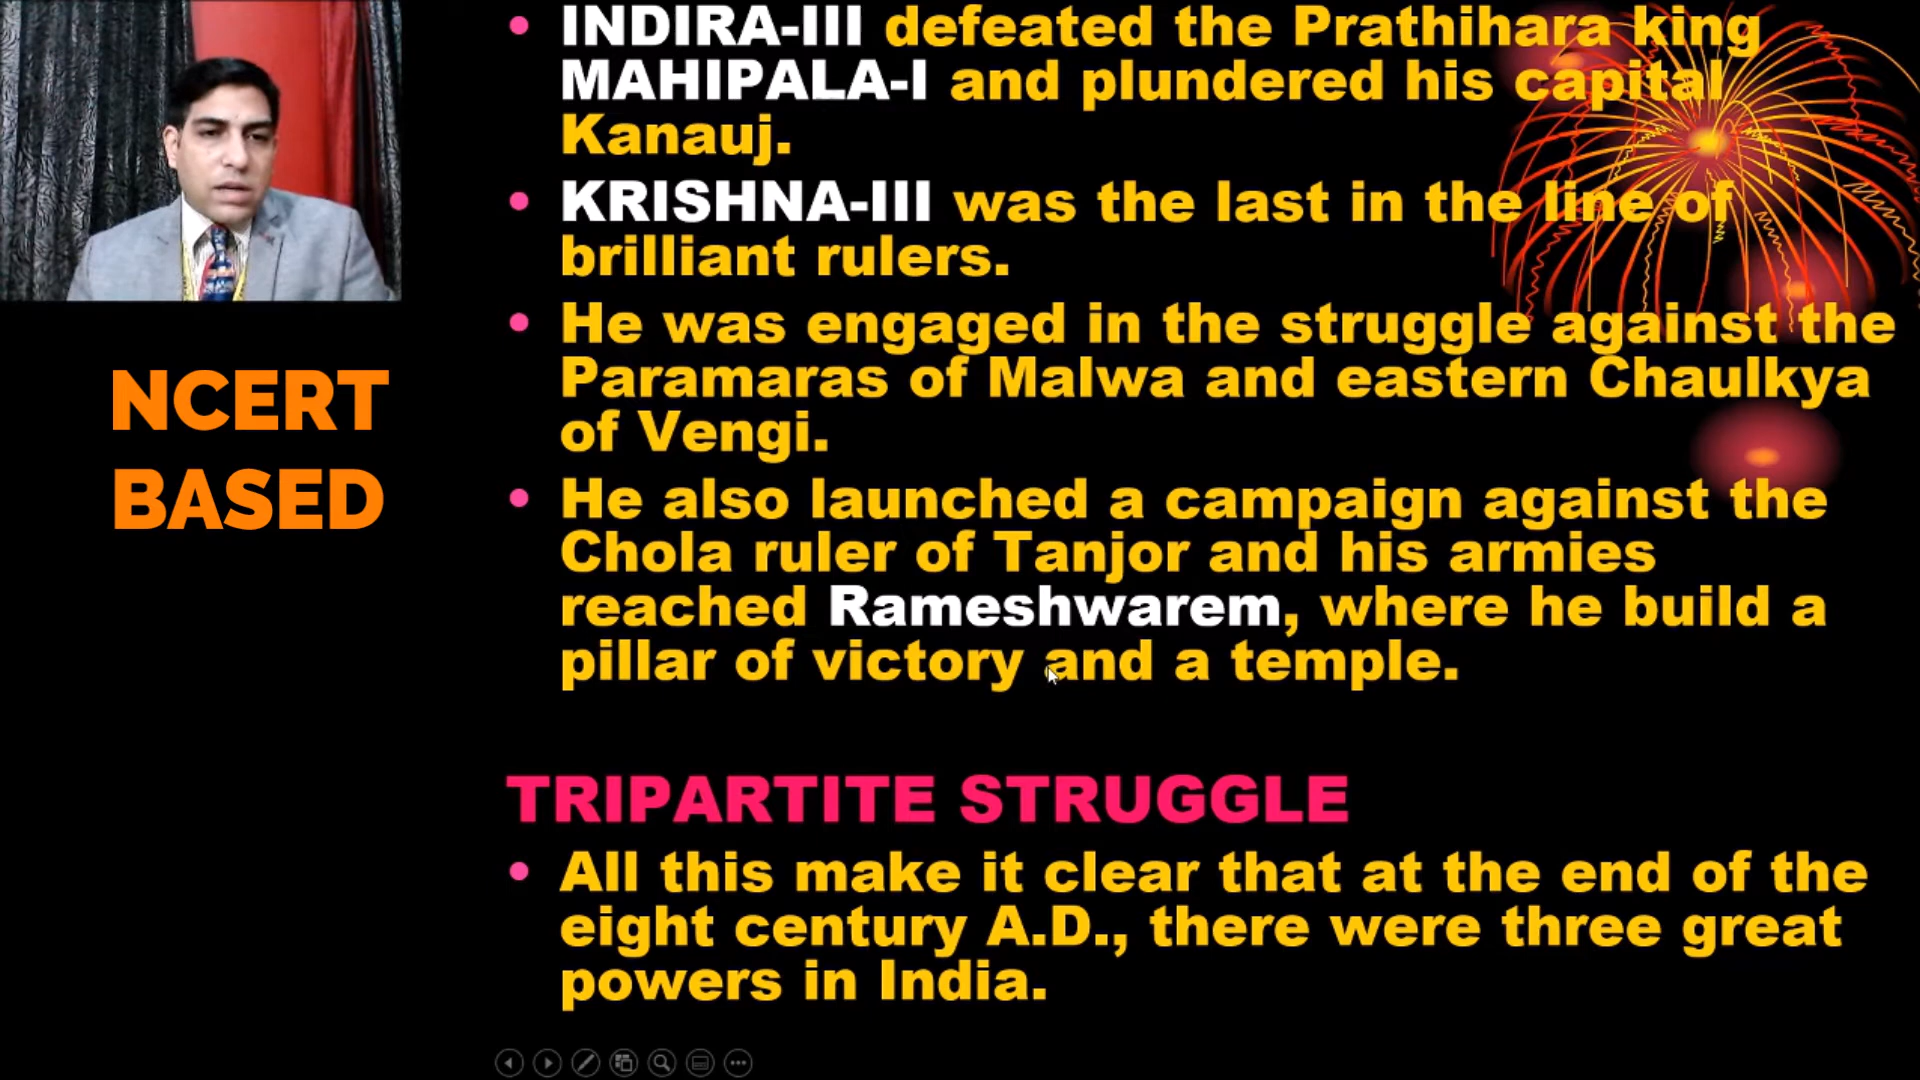 INDIRA-III defeated the Prathihara king
MAHIPALA-I and plundered his capital
Kanauj.
KRISHNA-III was the last in the line of
brilliant rulers.
He was engaged in the struggle against the
Paramaras of Malwa and eastern Chaulkya
of Vengi.
He also launched a campaign against the
Chola ruler of Tanjor and his armies
reached Rameshwarem, where he build a
pillar of victory and a temple.
TRIPARTITE STRUGGLE
All this make it clear that at the end of the
eight century A.D., there were three great
powers in India.
NCERT
BASED